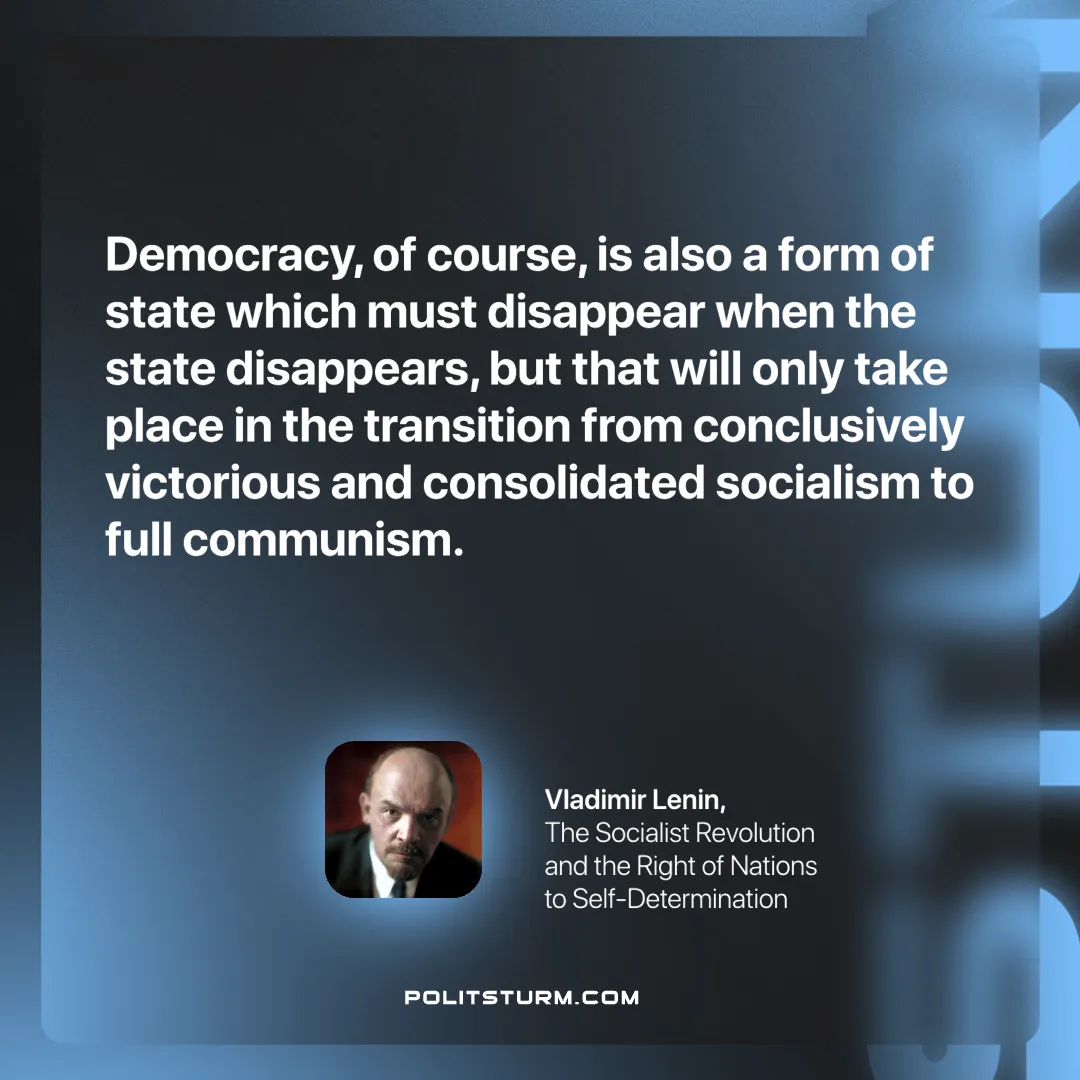 Democracy, of course, is also a form of
state which must disappear when the
state disappears, but that will only take
place in the transition from conclusively
victorious and consolidated socialism to
full communism.
Vladimir Lenin,
The Socialist Revolution
and the Right of Nations
to Self-Determination
POLITSTURM.COM